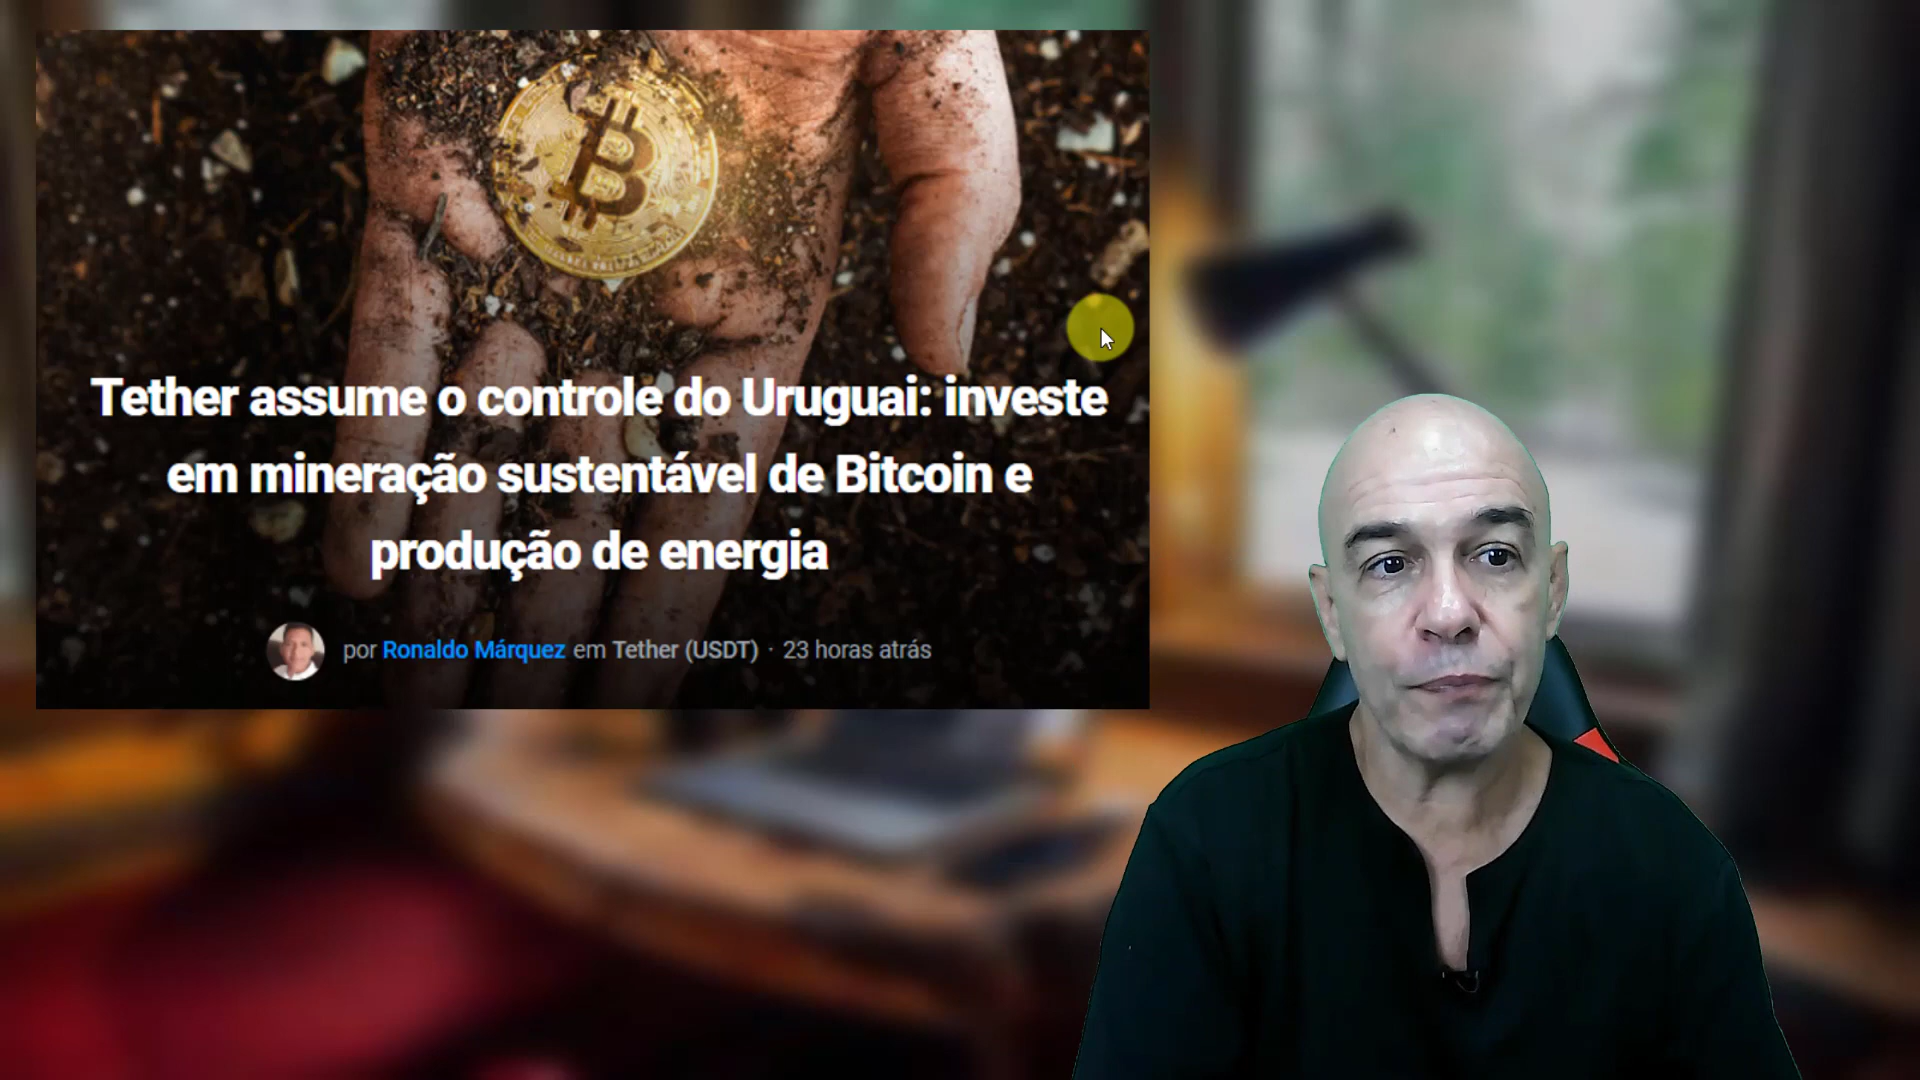 Tether assume o controle do Uruguai: investe
em mineração sustentável de Bitcoin e
produção de energia
por Ronaldo Márquez em Tether (USDT) · 23 horas atrás